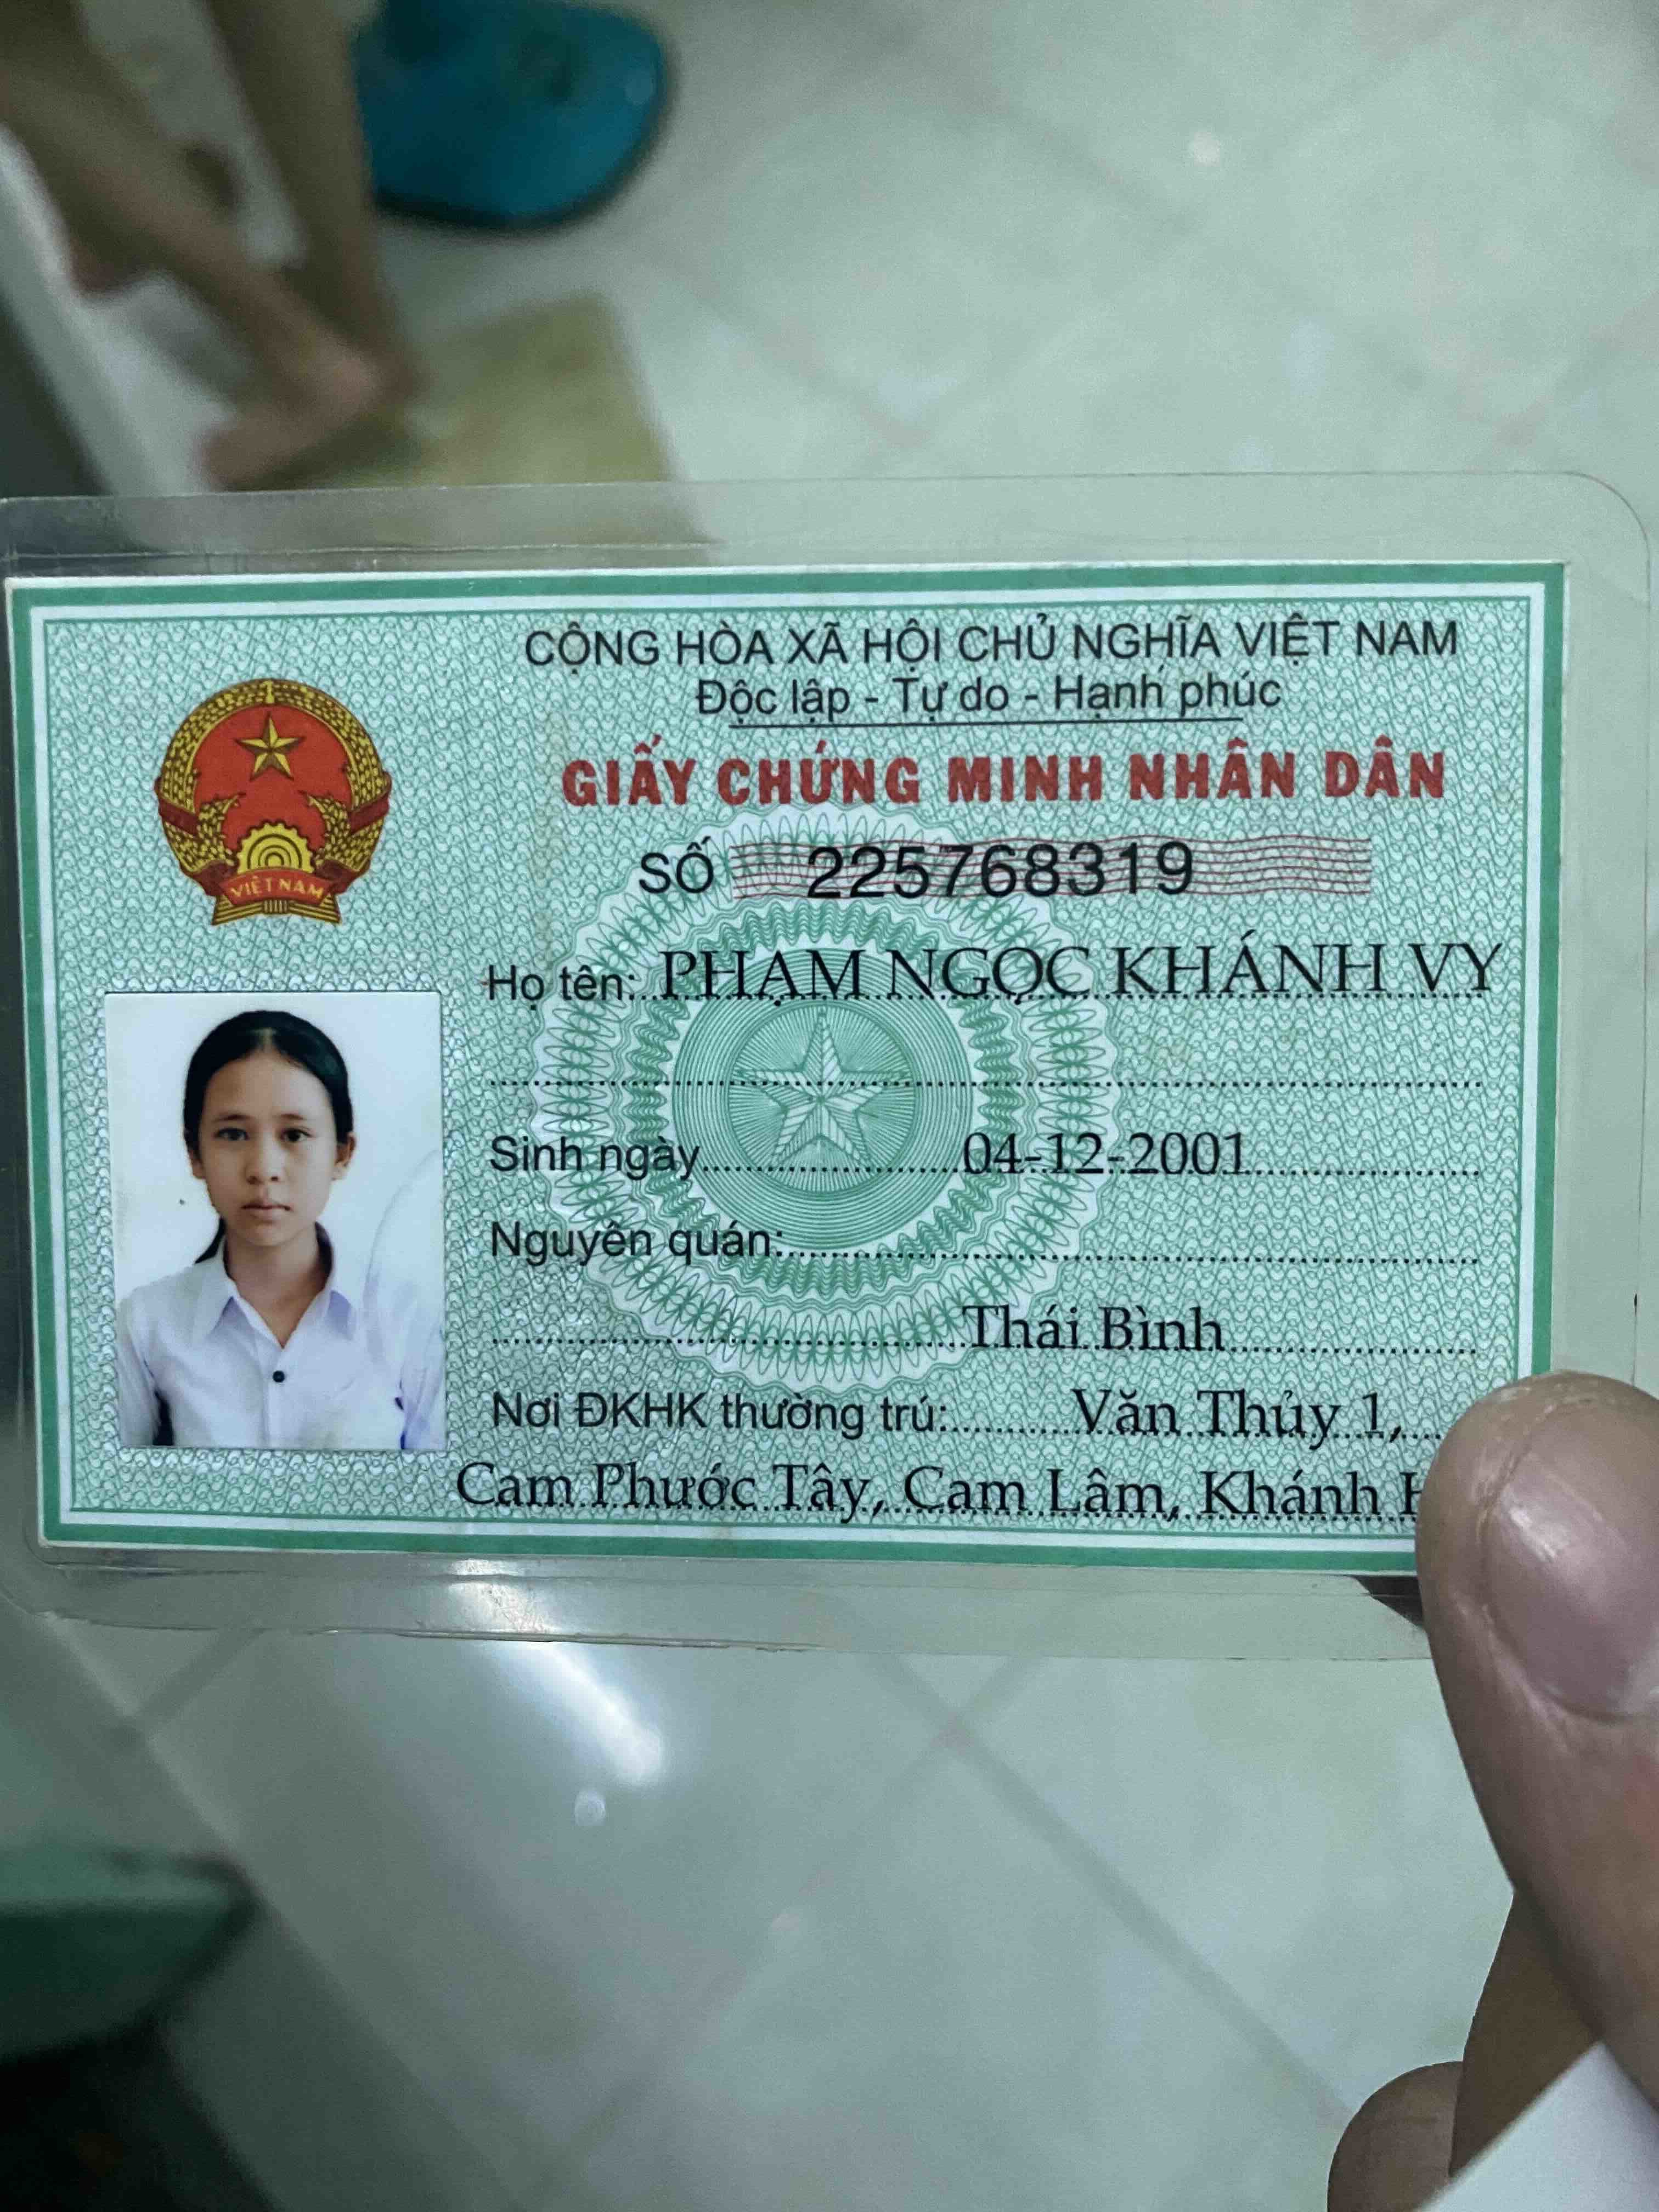 CỘNG HÒA XÃ HỘI CHỦ NGHĨA VIỆT NAM
Độc lập - Tự do - Hạnh phúc
GIẤY CHỨNG MINH NHÂN DÂN
SỐ 225768319
VIỆT NAM
Họ tên: PHẠM NGỌC KHÁNH VY
Sinh ngày 04-12-2001
Nguyên quán:
Thái Bình
Nơi ĐKHK thường trú: Văn Thủy 1,
Cam Phước Tây, Cam Lâm, Khánh